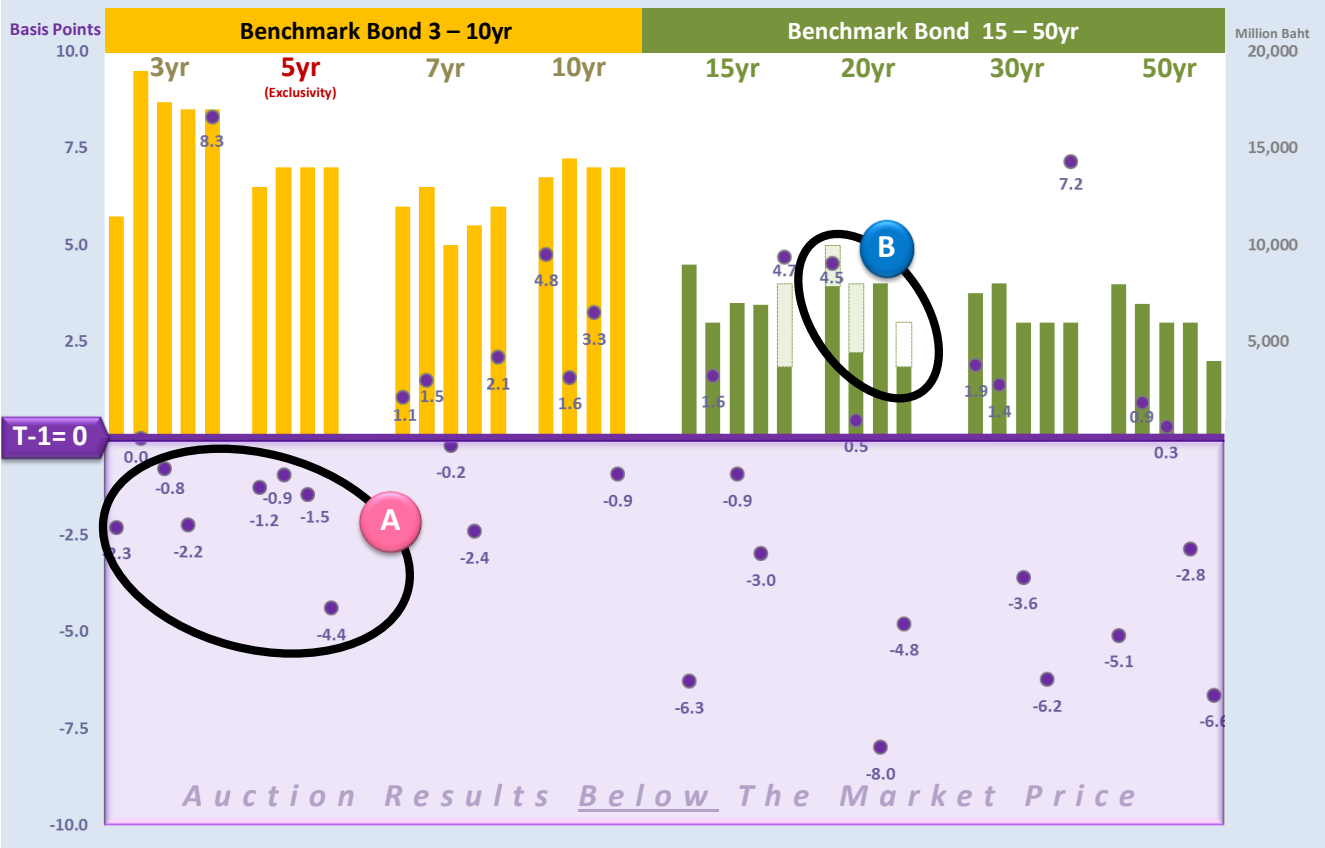 Basis Points
Benchmark Bond 3 – 10yr
Benchmark Bond 15 – 50yr
Million Baht
10.0
3yr
5yr
7yr
10yr
15yr
20yr
30yr
50yr
20,000
(Exclusivity)
8.3
7.5
15,000
7.2
5.0
B
10,000
4.7
4.5
4.8
2.5
3.3
5,000
2.1
1.5
1.6
1.1
1.6
1.9
1.4
0.9
T-1= 0
0.0
0.5
0.3
-0.8
-0.2
-0.9
-1.2
-0.9
-1.5
-0.9
A
-2.5
-2.3
-2.2
-2.4
-3.0
-2.8
-3.6
-5.0
-4.4
-4.8
-5.1
-6.3
-6.2
-6.6
-7.5
-8.0
Auction Results Below The Market Price
-10.0